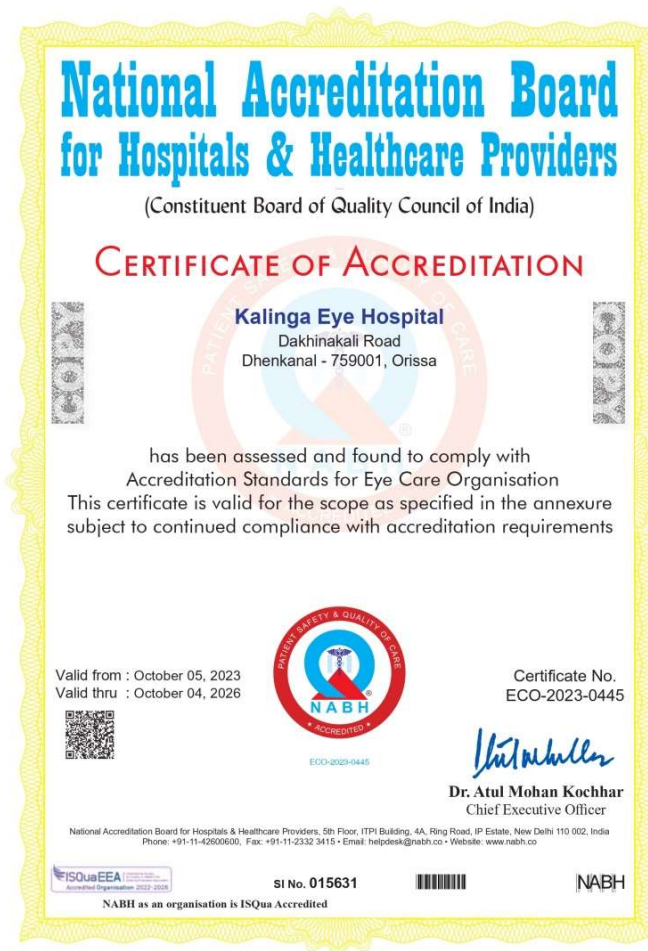 National Accreditation Board
for Hospitals & Healthcare Providers
(Constituent Board of Quality Council of India)
CERTIFICATE OF ACCREDITATION
COPY
COPY
Kalinga Eye Hospital
Dakhinakali Road
Dhenkanal - 759001, Orissa
has been assessed and found to comply with
Accreditation Standards for Eye Care Organisation
This certificate is valid for the scope as specified in the annexure
subject to continued compliance with accreditation requirements
PATIENT SAFETY & QUALITY OF CARE
NABH
ACCREDITED
ECO-2023-0445
Valid from : October 05, 2023
Valid thru : October 04, 2026
Certificate No.
ECO-2023-0445
Dr. Atul Mohan Kochhar
Chief Executive Officer
National Accreditation Board for Hospitals & Healthcare Providers, 5th Floor, ITPI Building, 4A, Ring Road, IP Estate, New Delhi 110 002, India
Phone: +91-11-42600600, Fax: +91-11-2332 3415 • Email: helpdesk@nabh.co • Website: www.nabh.co
ISQuaEEA
Accredited Organisation 2022-2026
SI No. 015631
NABH
NABH as an organisation is ISQua Accredited